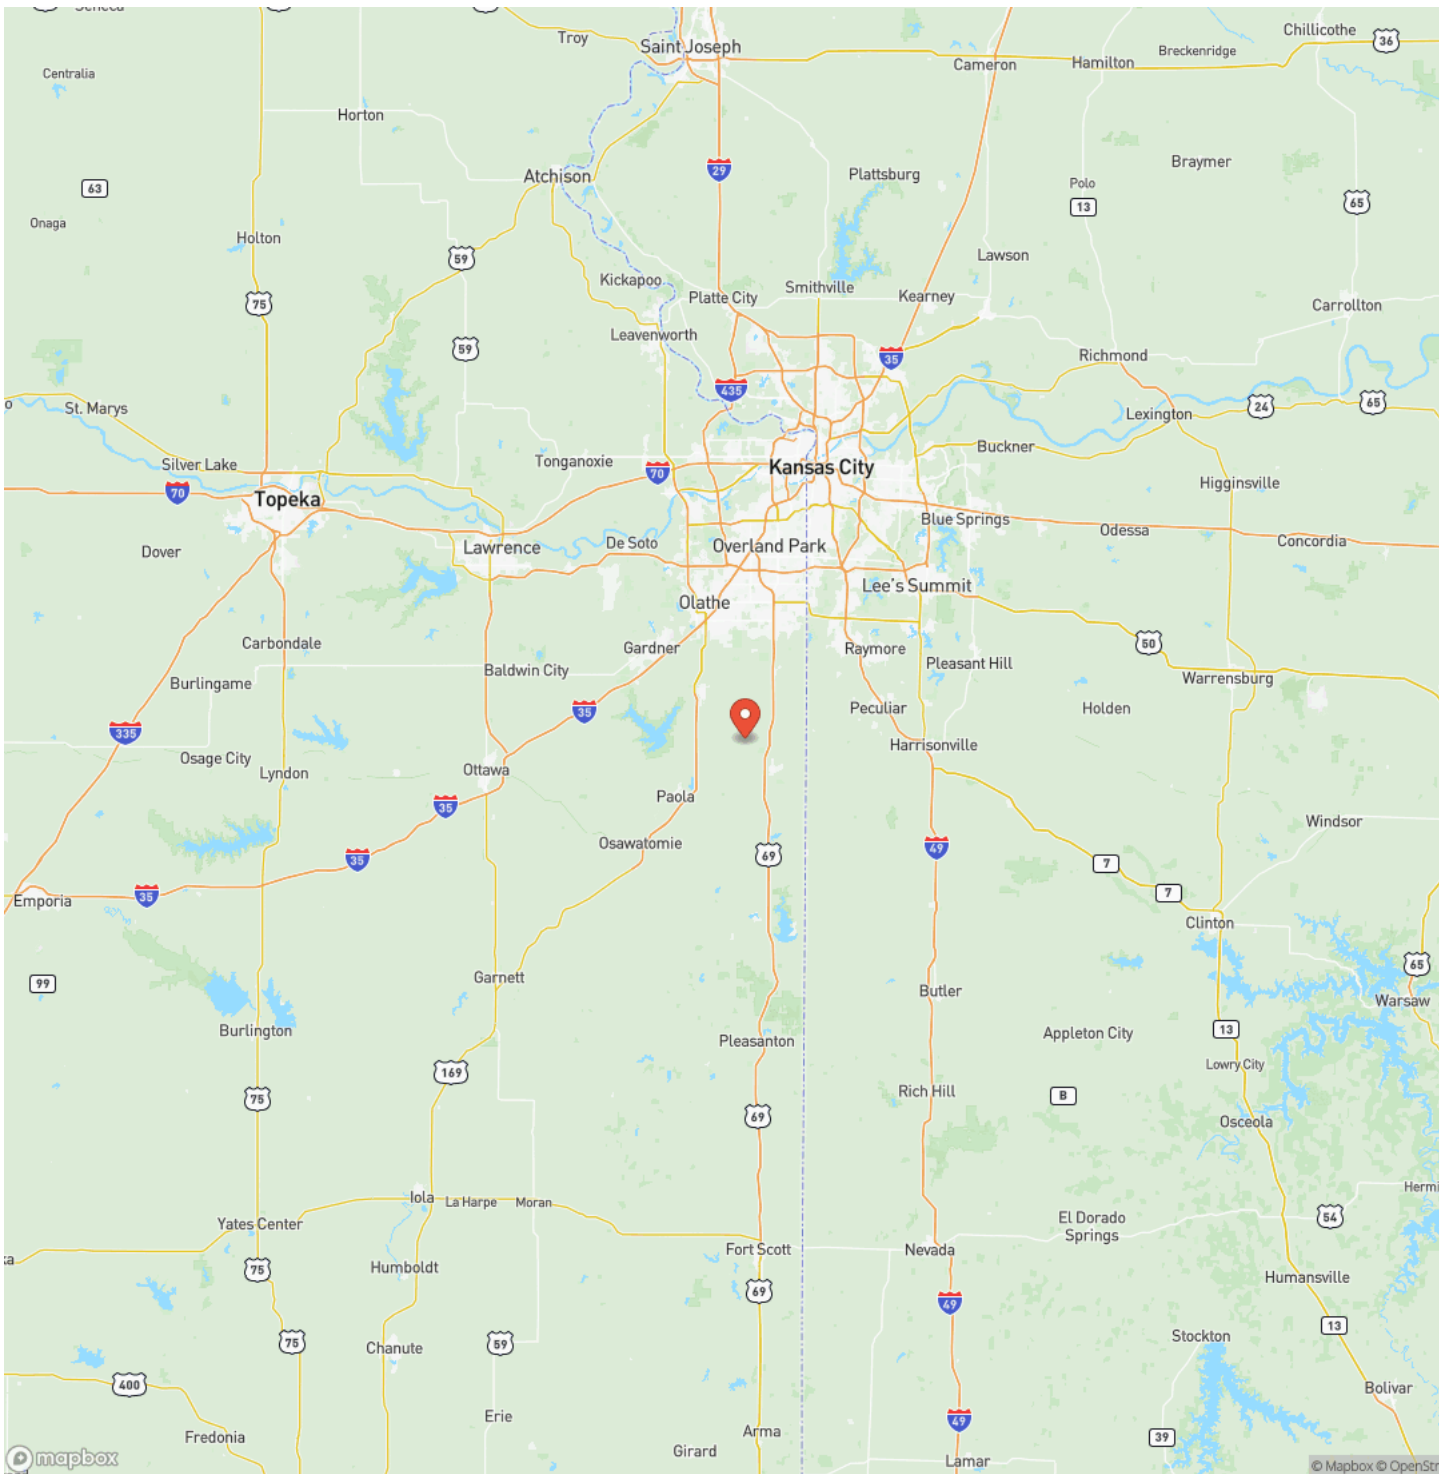 Troy
Saint Joseph
Chillicothe
36
Breckenridge
Cameron
Hamilton
Centralia
Horton
Braymer
29
Atchison
Plattsburg
Polo
63
13
65
Onaga
Holton
59
Lawson
Kickapoo
Smithville
Platte City
Kearney
75
Carrollton
Leavenworth
59
35
Richmond
435
St. Marys
24
65
Lexington
Buckner
Silver Lake
Tonganoxie
Kansas City
70
70
Higginsville
Topeka
Blue Springs
Odessa
Concordia
Dover
Lawrence
De Soto
Overland Park
Lee's Summit
Olathe
Carbondale
Gardner
Raymore
50
Pleasant Hill
Baldwin City
Burlingame
Warrensburg
35
Peculiar
Holden
335
Harrisonville
Osage City
Lyndon
Ottawa
Paola
35
Windsor
Osawatomie
69
49
35
7
35
Emporia
7
Clinton
99
Garnett
65
Butler
Warsaw
Burlington
Appleton City
13
Pleasanton
Lowry City
169
75
Rich Hill
B
69
Osceola
Hermi
Iola
La Harpe
Moran
Yates Center
54
El Dorado
Springs
Fort Scott
Nevada
ka
75
Humboldt
Humansville
69
49
13
75
59
Stockton
Chanute
400
Bolivar
Erie
49
Arma
Fredonia
39
Girard
Lamar
mapbox
© Mapbox © OpenStr